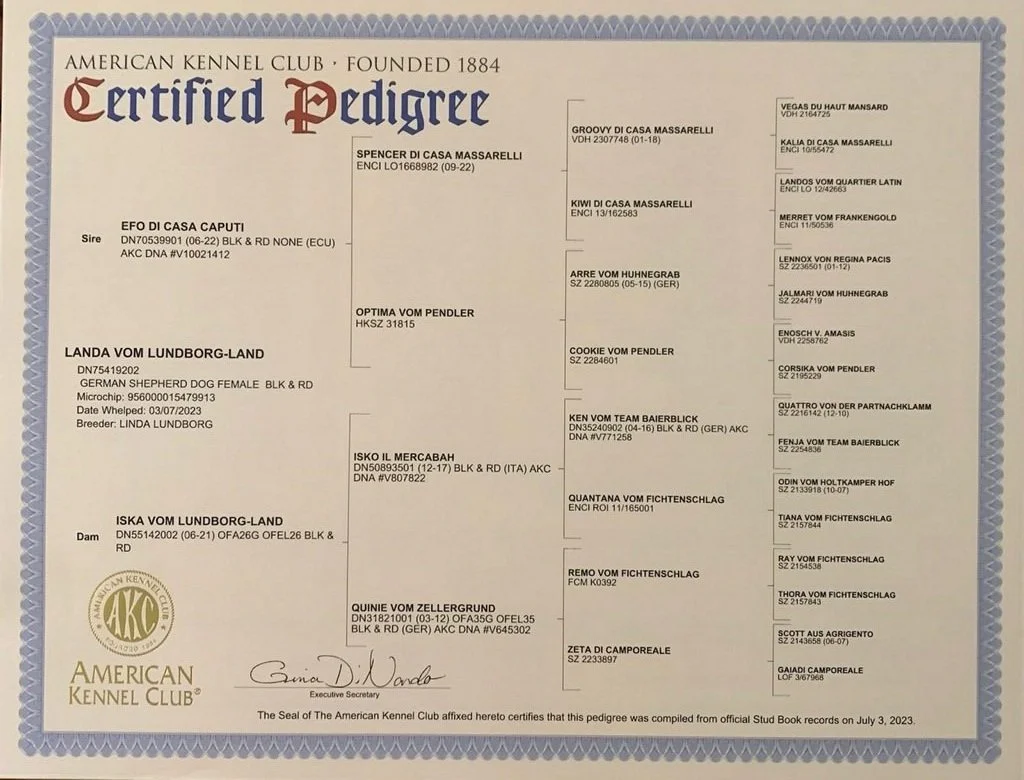 AMERICAN KENNEL CLUB · FOUNDED 1884
Certified Pedigree
Sire
EFO DI CASA CAPUTI
DN70539901 (06-22) BLK & RD NONE (ECU)
AKC DNA #V10021412
LANDA VOM LUNDBORG-LAND
DN75419202
GERMAN SHEPHERD DOG FEMALE BLK & RD
Microchip: 956000015479913
Date Whelped: 03/07/2023
Breeder: LINDA LUNDBORG
Dam
ISKA VOM LUNDBORG-LAND
DN55142002 (06-21) OFA26G OFEL26 BLK &
RD
SPENCER DI CASA MASSARELLI
ENCI LO1668982 (09-22)
OPTIMA VOM PENDLER
HKSZ 31815
ISKO IL MERCABAH
DN50893501 (12-17) BLK & RD (ITA) AKC
DNA #V807822
QUINIE VOM ZELLERGRUND
DN31821001 (03-12) OFA35G OFEL35
BLK & RD (GER) AKC DNA #V645302
GROOVY DI CASA MASSARELLI
VDH 2307748 (01-18)
KIWI DI CASA MASSARELLI
ENCI 13/162583
ARRE VOM HUHNEGRAB
SZ 2280805 (05-15) (GER)
COOKIE VOM PENDLER
SZ 2284601
KEN VOM TEAM BAIERBLICK
DN35240902 (04-16) BLK & RD (GER) AKC
DNA #V771258
QUANTANA VOM FICHTENSCHLAG
ENCI ROI 11/165001
REMO VOM FICHTENSCHLAG
FCM K0392
ZETA DI CAMPOREALE
SZ 2233897
VEGAS DU HAUT MANSARD
VDH 2164725
KALIA DI CASA MASSARELLI
ENCI 10/55472
LANDOS VOM QUARTIER LATIN
ENCI LO 12/42663
MERRET VOM FRANKENGOLD
ENCI 11/50536
LENNOX VON REGINA PACIS
SZ 2236501 (01-12)
JALMARI VOM HUHNEGRAB
SZ 2244719
ENOSCH V. AMASIS
VDH 2258762
CORSIKA VOM PENDLER
SZ 2195229
QUATTRO VON DER PARTNACHKLAMM
SZ 2216142 (12-10)
FENJA VOM TEAM BAIERBLICK
SZ 2254836
ODIN VOM HOLTKAMPER HOF
SZ 2133918 (10-07)
TIANA VOM FICHTENSCHLAG
SZ 2157844
RAY VOM FICHTENSCHLAG
SZ 2154538
THORA VOM FICHTENSCHLAG
SZ 2157843
SCOTT AUS AGRIGENTO
SZ 2143658 (06-07)
GAIADI CAMPOREALE
LOF 3/67968
AMERICAN KENNEL CLUB
AKC
FOUNDED 1884
AMERICAN
KENNEL CLUB®
Gina DiNardo
Executive Secretary
The Seal of The American Kennel Club affixed hereto certifies that this pedigree was compiled from official Stud Book records on July 3, 2023.